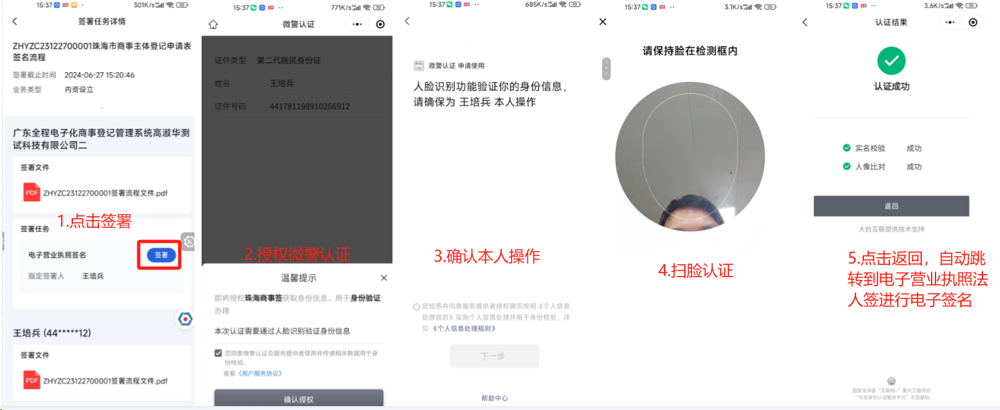 15:37
301K/s
70
签署任务详情
ZHYZC23122700001珠海市商事主体登记申请表
签名流程
签署截止时间 2024-06-27 15:20:46
业务类型 内资设立
广东全程电子化商事登记管理系统高淑华测
试科技有限公司二
签署文件
PDF ZHYZC23122700001签署流程文件.pdf
1.点击签署
签署任务
电子营业执照签名 签署
指定签署人 王培兵
王培兵 (44*****12)
签署文件
PDF ZHYZC23122700001签署流程文件.pdf
15:37
771K/s
70
微警认证
证件类型 第二代居民身份证
姓名 王培兵
证件号码 441781198910266912
2.授权微警认证
温馨提示
即将授权珠海商事签获取身份信息，用于身份验证
办理
本次认证需要通过人脸识别验证身份信息
您同意微警认证及服务提供者使用并传递相关数据用于身
份核验。
查看《用户服务协议》
确认授权
15:37
685K/s
70
微警认证 申请使用
人脸识别功能验证你的身份信息，
请确保为 王培兵 本人操作
3.确认本人操作
您知悉并同意服务提供者授权腾讯按照《个人信息
处理规则》实施个人信息处理并用于身份核验，详
见 《个人信息处理规则》
下一步
帮助中心
15:37
3.1K/s
70
请保持脸在检测框内
4.扫脸认证
15:37
3.6K/s
70
认证结果
认证成功
实名校验 成功
人像比对 成功
返回
大白互联提供技术支持
5.点击返回，自动跳
转到电子营业执照法
人签进行电子签名
国家发改委“互联网+”重大工程项目
“可信身份认证服务平台”示范基地